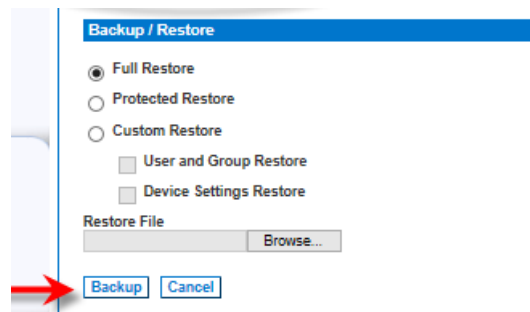 Backup / Restore
Full Restore
Protected Restore
Custom Restore
User and Group Restore
Device Settings Restore
Restore File
Browse...
Backup Cancel